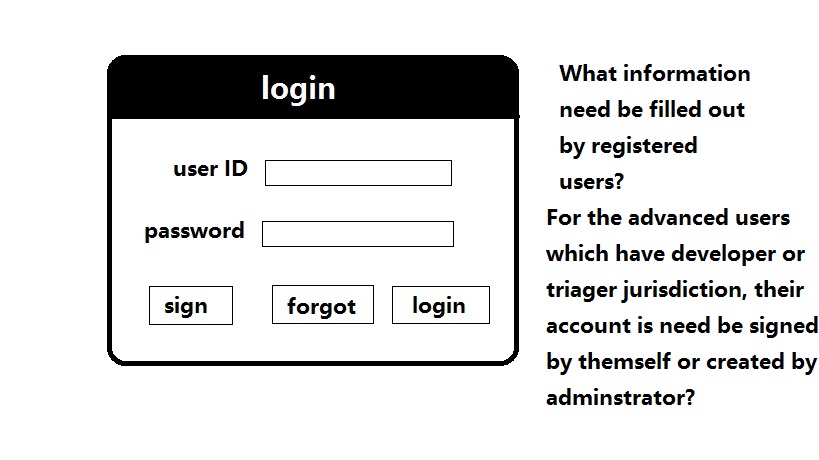 login
user ID
password
sign
forgot
login
What information
need be filled out
by registered
users?
For the advanced users
which have developer or
triager jurisdiction, their
account is need be signed
by themself or created by
adminstrator?